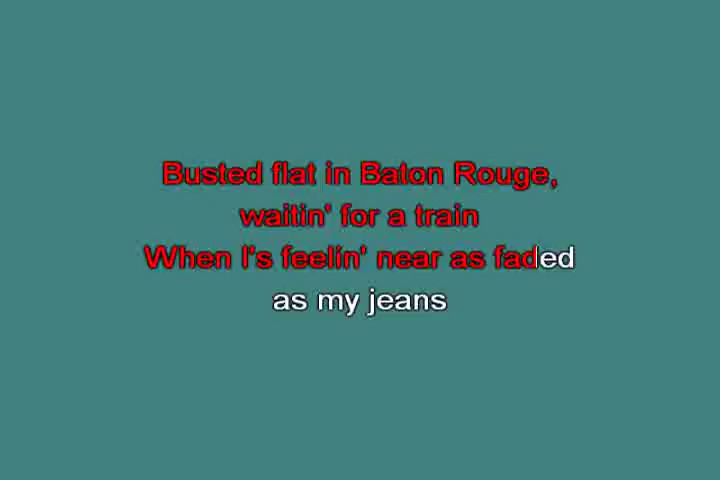 Busted flat in Baton Rouge,
waitin' for a train
When I's feelin' near as faded
as my jeans